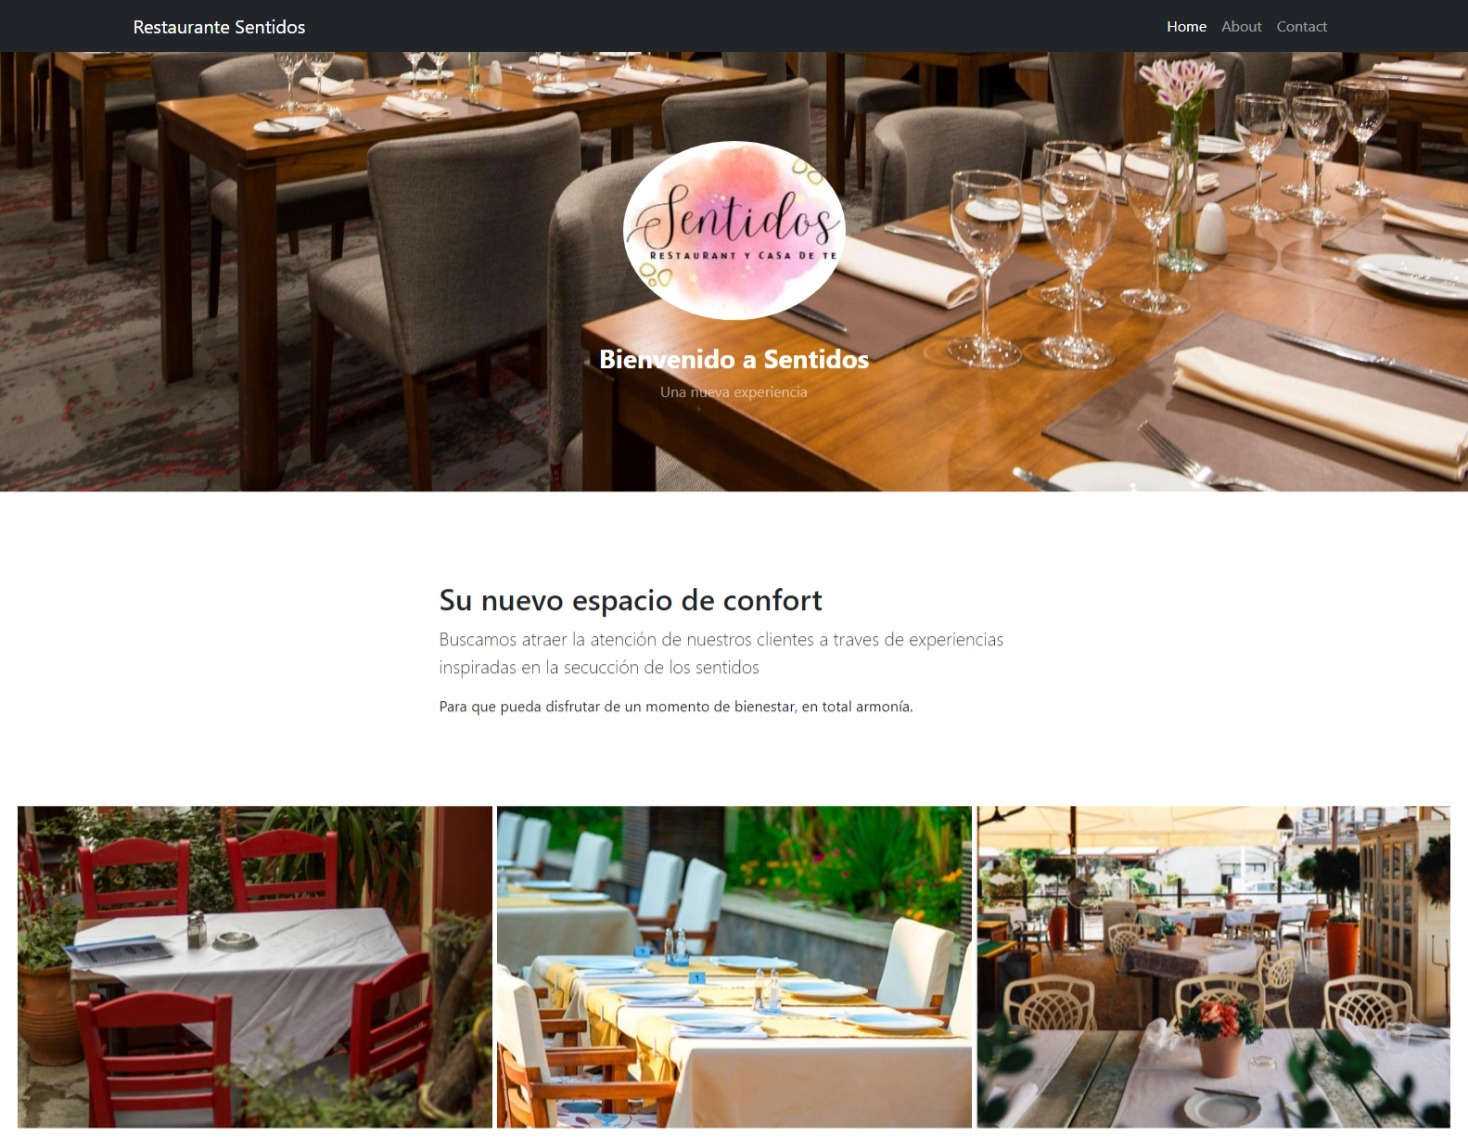 Restaurante Sentidos
Home About Contact
Sentidos
RESTAURANT Y CASA DE TE
Bienvenido a Sentidos
Una nueva experiencia
Su nuevo espacio de confort
Buscamos atraer la atención de nuestros clientes a traves de experiencias
inspiradas en la secucción de los sentidos
Para que pueda disfrutar de un momento de bienestar, en total armonía.
1